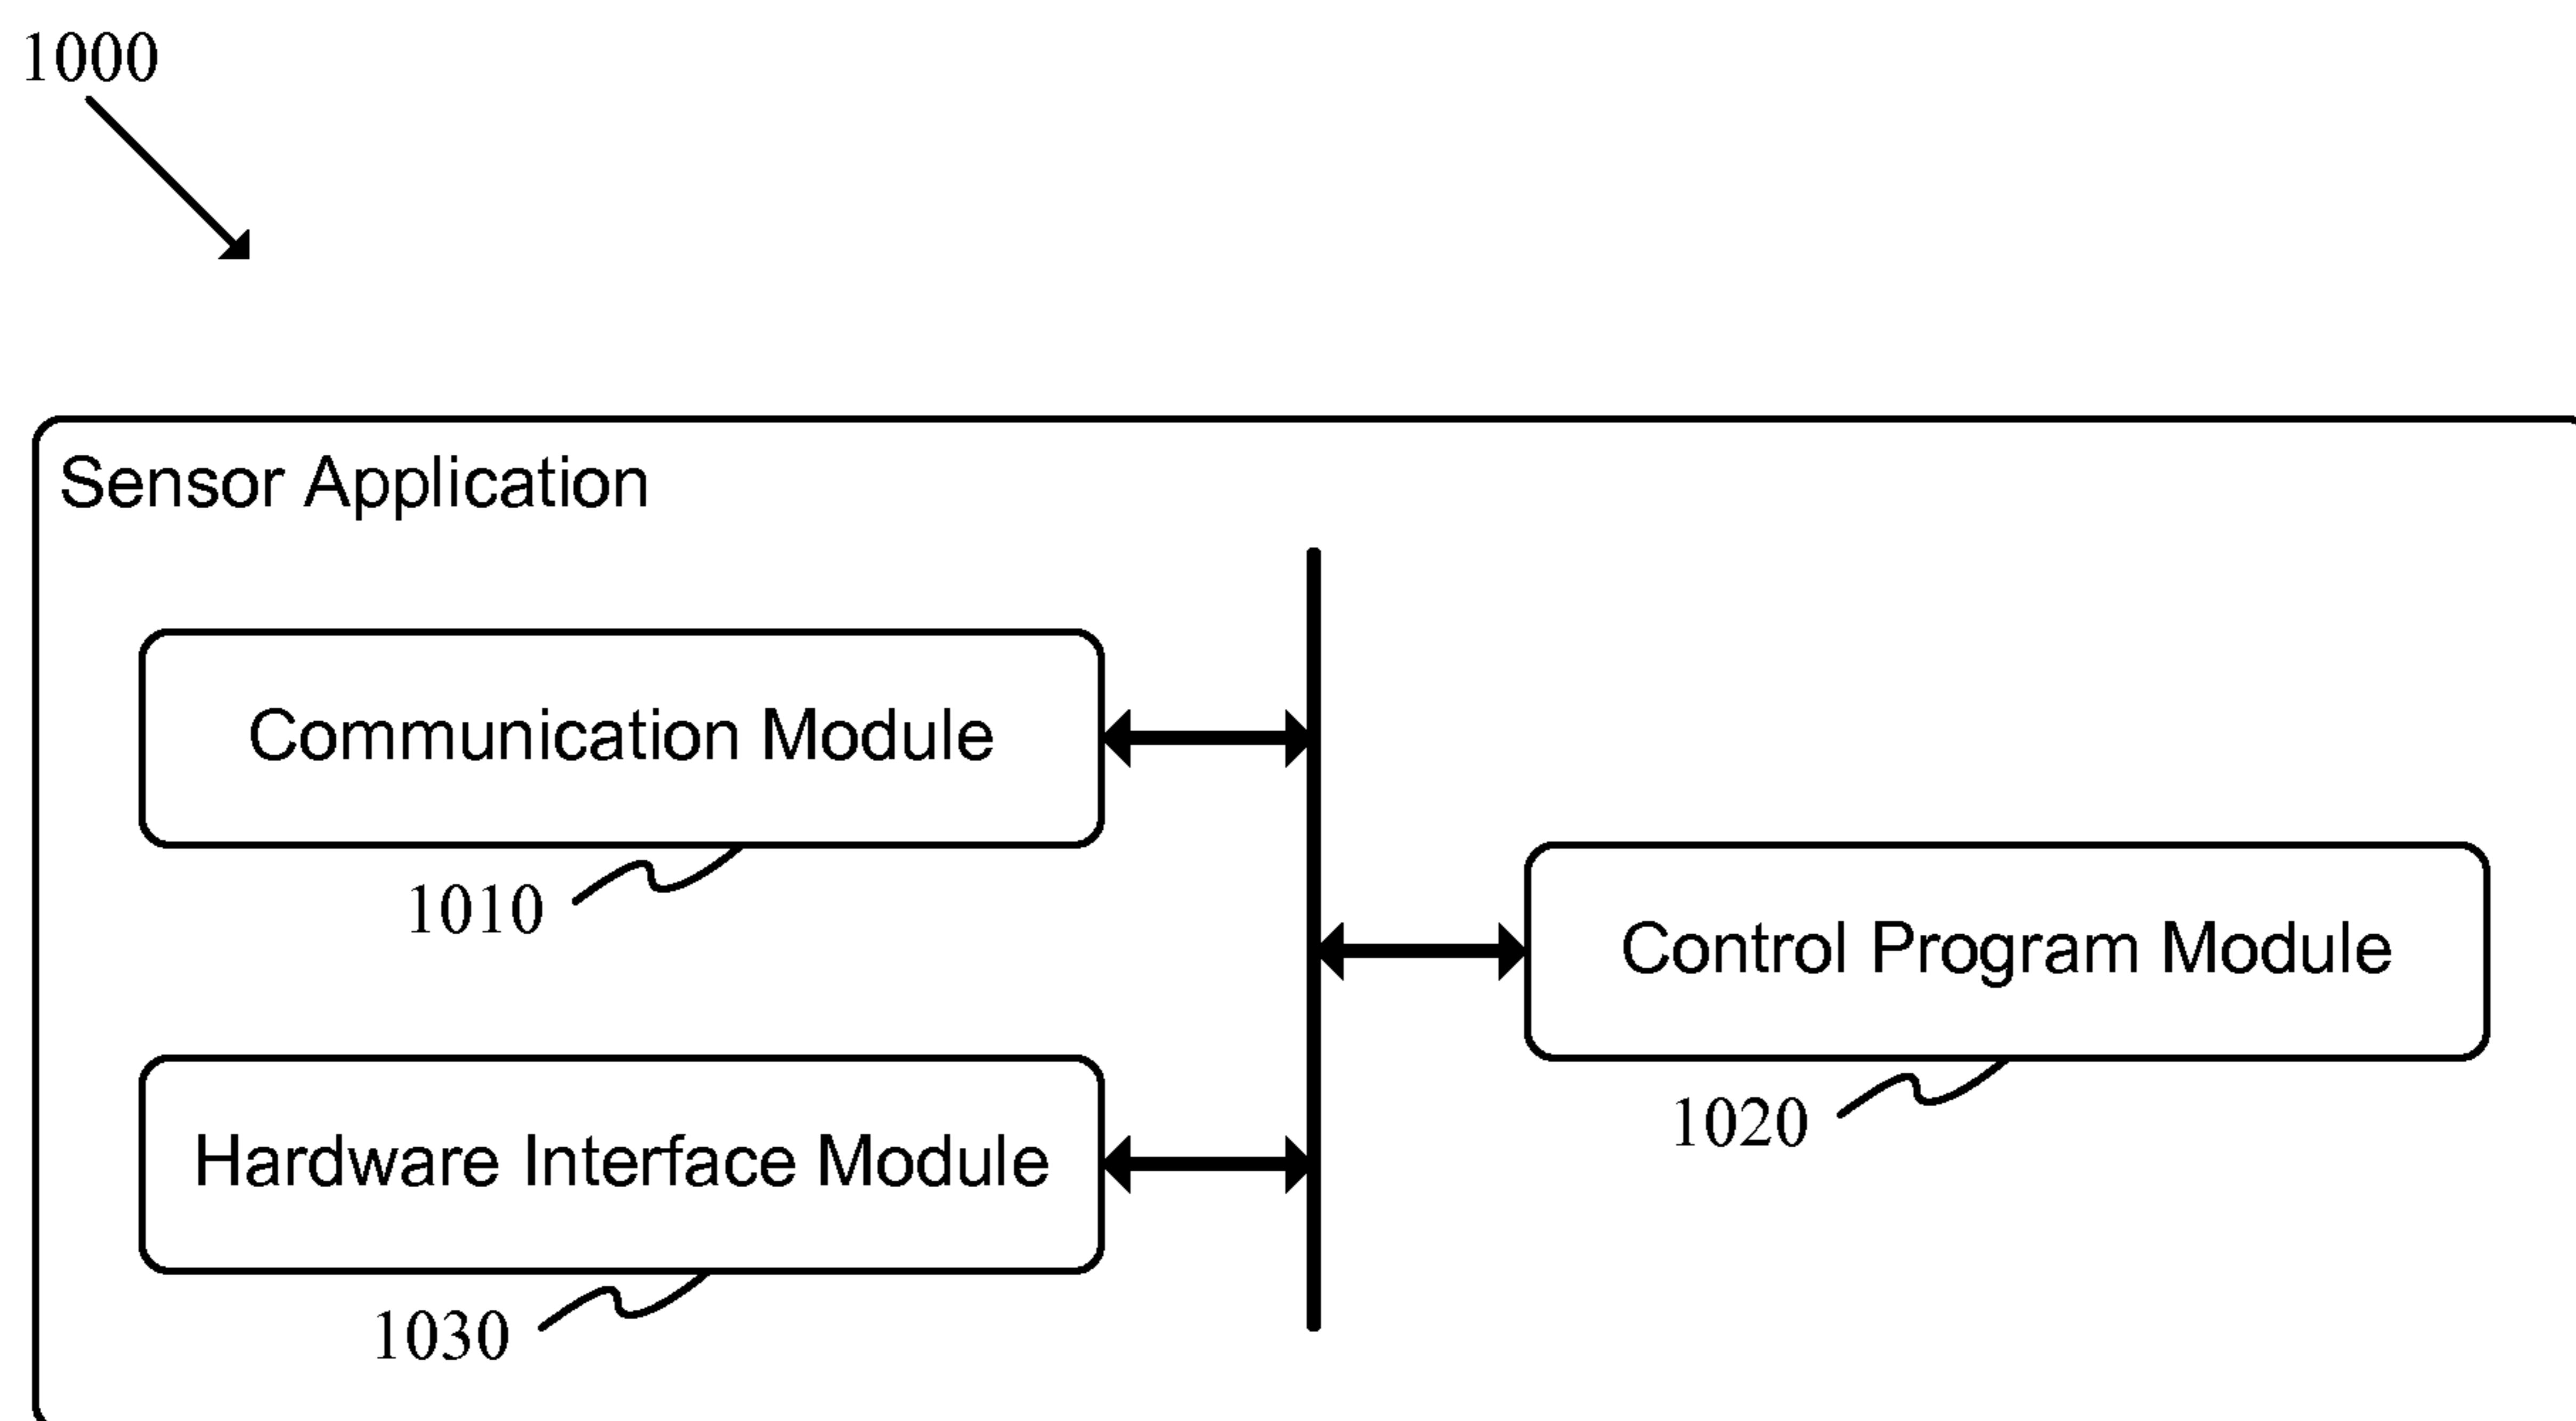 1000
Sensor Application
Communication Module
1010
Control Program Module
1020
Hardware Interface Module
1030